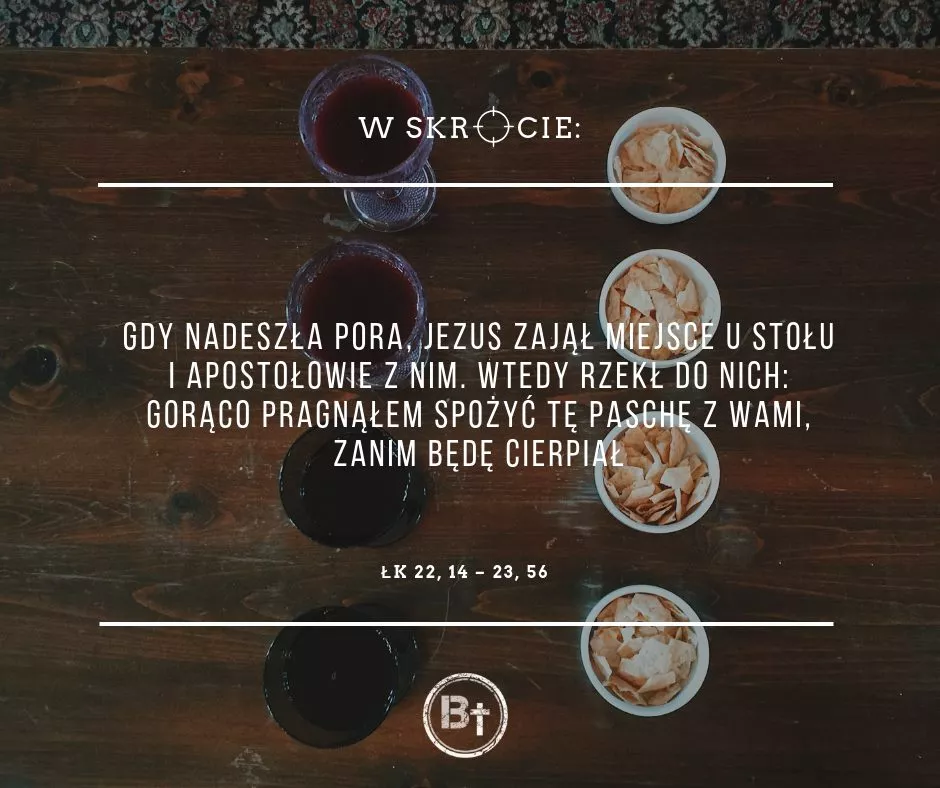 W SKRÓCIE:
GDY NADESZŁA PORA, JEZUS ZAJĄŁ MIEJSCE U STOŁU
I APOSTOŁOWIE Z NIM. WTEDY RZEKŁ DO NICH:
GORĄCO PRAGNĄŁEM SPOŻYĆ TĘ PASCHĘ Z WAMI,
ZANIM BĘDĘ CIERPIAŁ
ŁK 22, 14 – 23, 56
B†